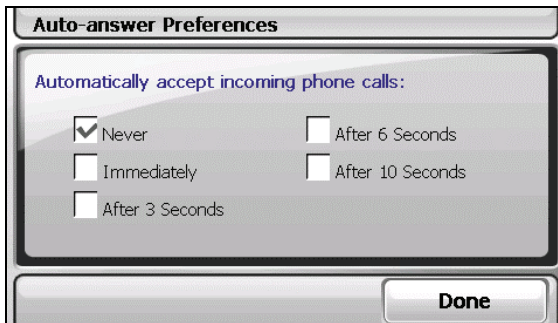 Auto-answer Preferences
Automatically accept incoming phone calls:
Never
Immediately
After 3 Seconds
After 6 Seconds
After 10 Seconds
Done